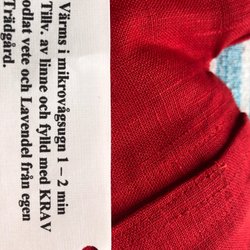 Värms i mikrovågsugn 1 – 2 min
Tillv. av linne och fylld med KRAV
odlat vete och Lavendel från egen
Trädgård.